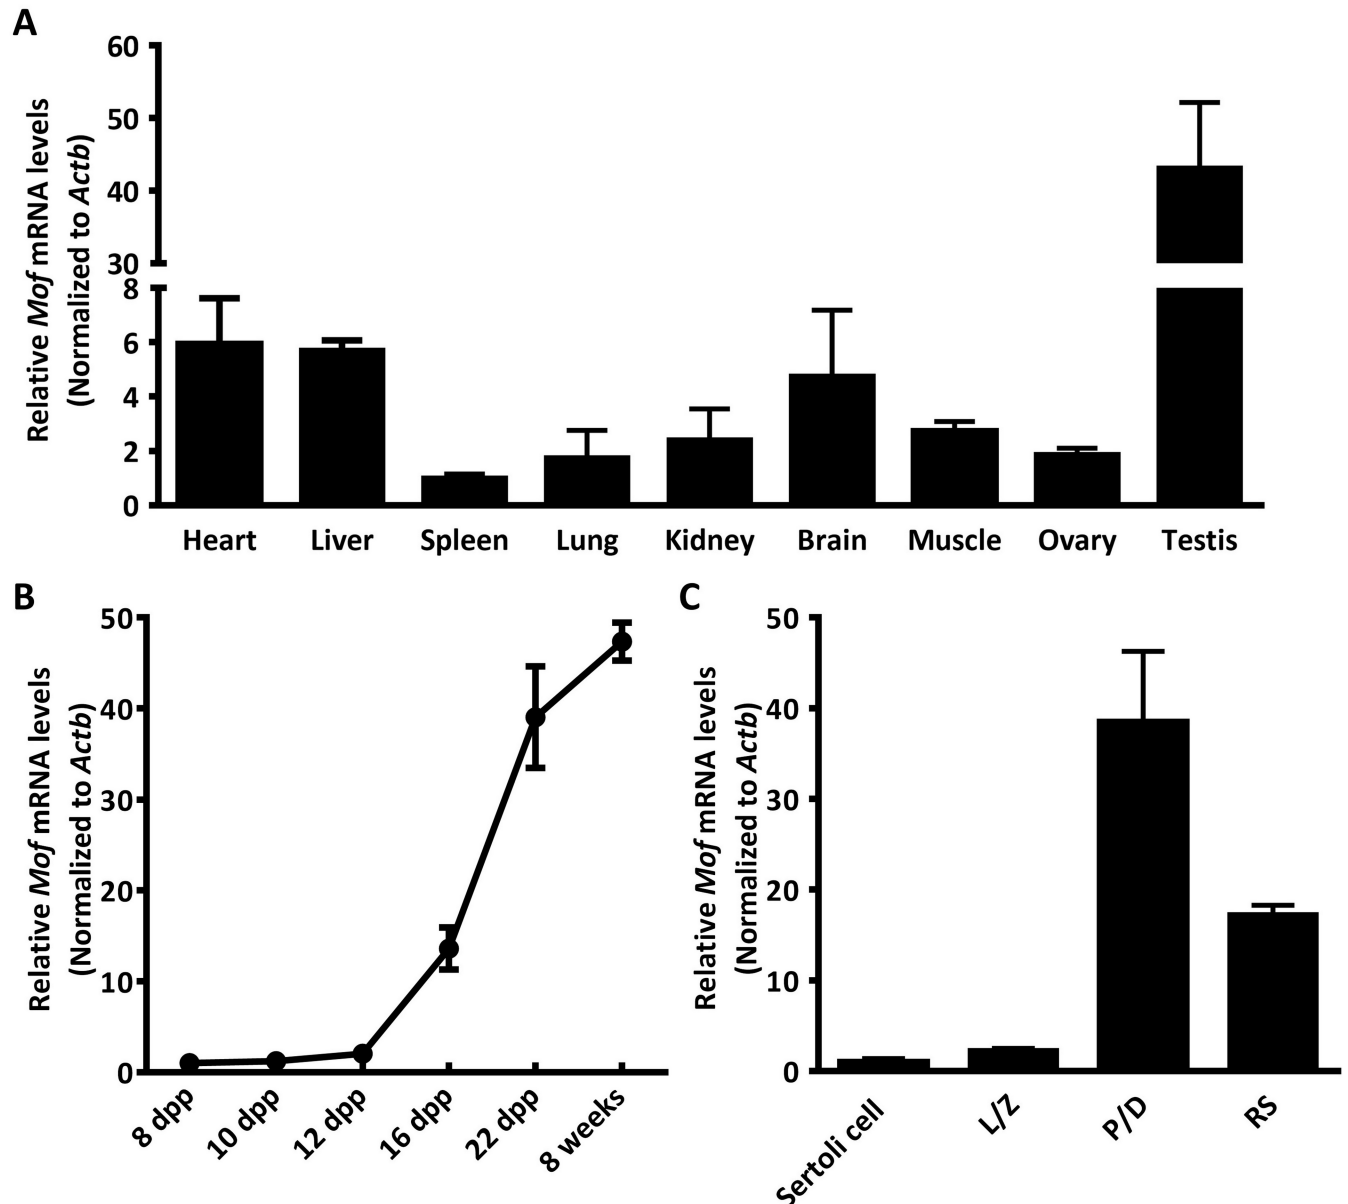 A
Relative Mof mRNA levels
(Normalized to Actb)
60
50
40
30
8
6
4
2
0
Heart Liver Spleen Lung Kidney Brain Muscle Ovary Testis
B
Relative Mof mRNA levels
(Normalized to Actb)
50
40
30
20
10
0
8 dpp
10 dpp
12 dpp
16 dpp
22 dpp
8 weeks
C
Relative Mof mRNA levels
(Normalized to Actb)
50
40
30
20
10
0
Sertoli cell
L/Z
P/D
RS